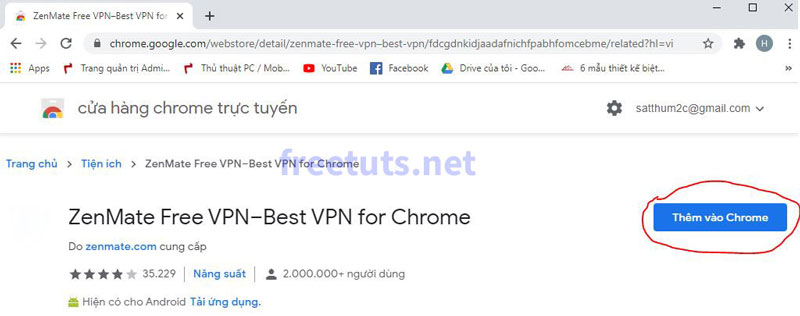 ZenMate Free VPN–Best VPN for
chrome.google.com/webstore/detail/zenmate-free-vpn–best-vpn/fdcgdnkidjaadafnichfpabhfomcebme/related?hl=vi
H
Ứng dụng Trang quản trị Admi... Thủ thuật PC / Mob... YouTube Facebook Drive của tôi - Goo... 6 mẫu thiết kế biệt...
cửa hàng chrome trực tuyến satthum2c@gmail.com
Trang chủ Tiện ích ZenMate Free VPN–Best VPN for Chrome
freetuts.net
ZenMate Free VPN–Best VPN for Chrome Thêm vào Chrome
Do zenmate.com cung cấp
35.229 Năng suất 2.000.000+ người dùng
Hiện có cho Android Tải ứng dụng.